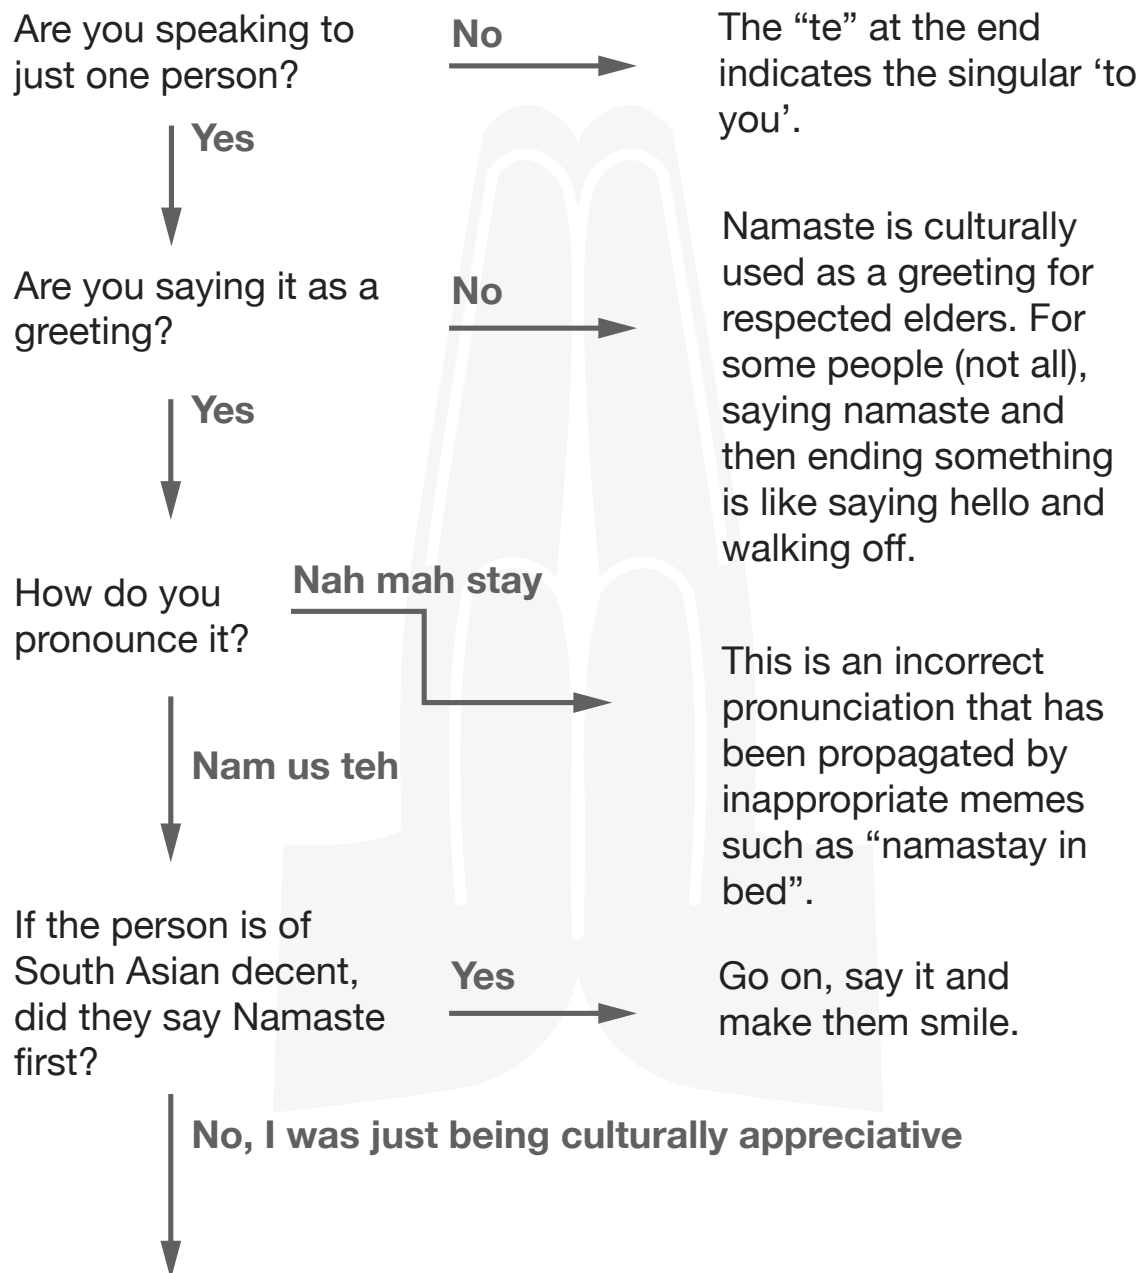 Are you speaking to
just one person?
No
The “te” at the end
indicates the singular ‘to
you’.
Yes
Are you saying it as a
greeting?
No
Namaste is culturally
used as a greeting for
respected elders. For
some people (not all),
saying namaste and
then ending something
is like saying hello and
walking off.
Yes
How do you
pronounce it?
Nah mah stay
This is an incorrect
pronunciation that has
been propagated by
inappropriate memes
such as “namastay in
bed”.
Nam us teh
If the person is of
South Asian decent,
did they say Namaste
first?
Yes
Go on, say it and
make them smile.
No, I was just being culturally appreciative